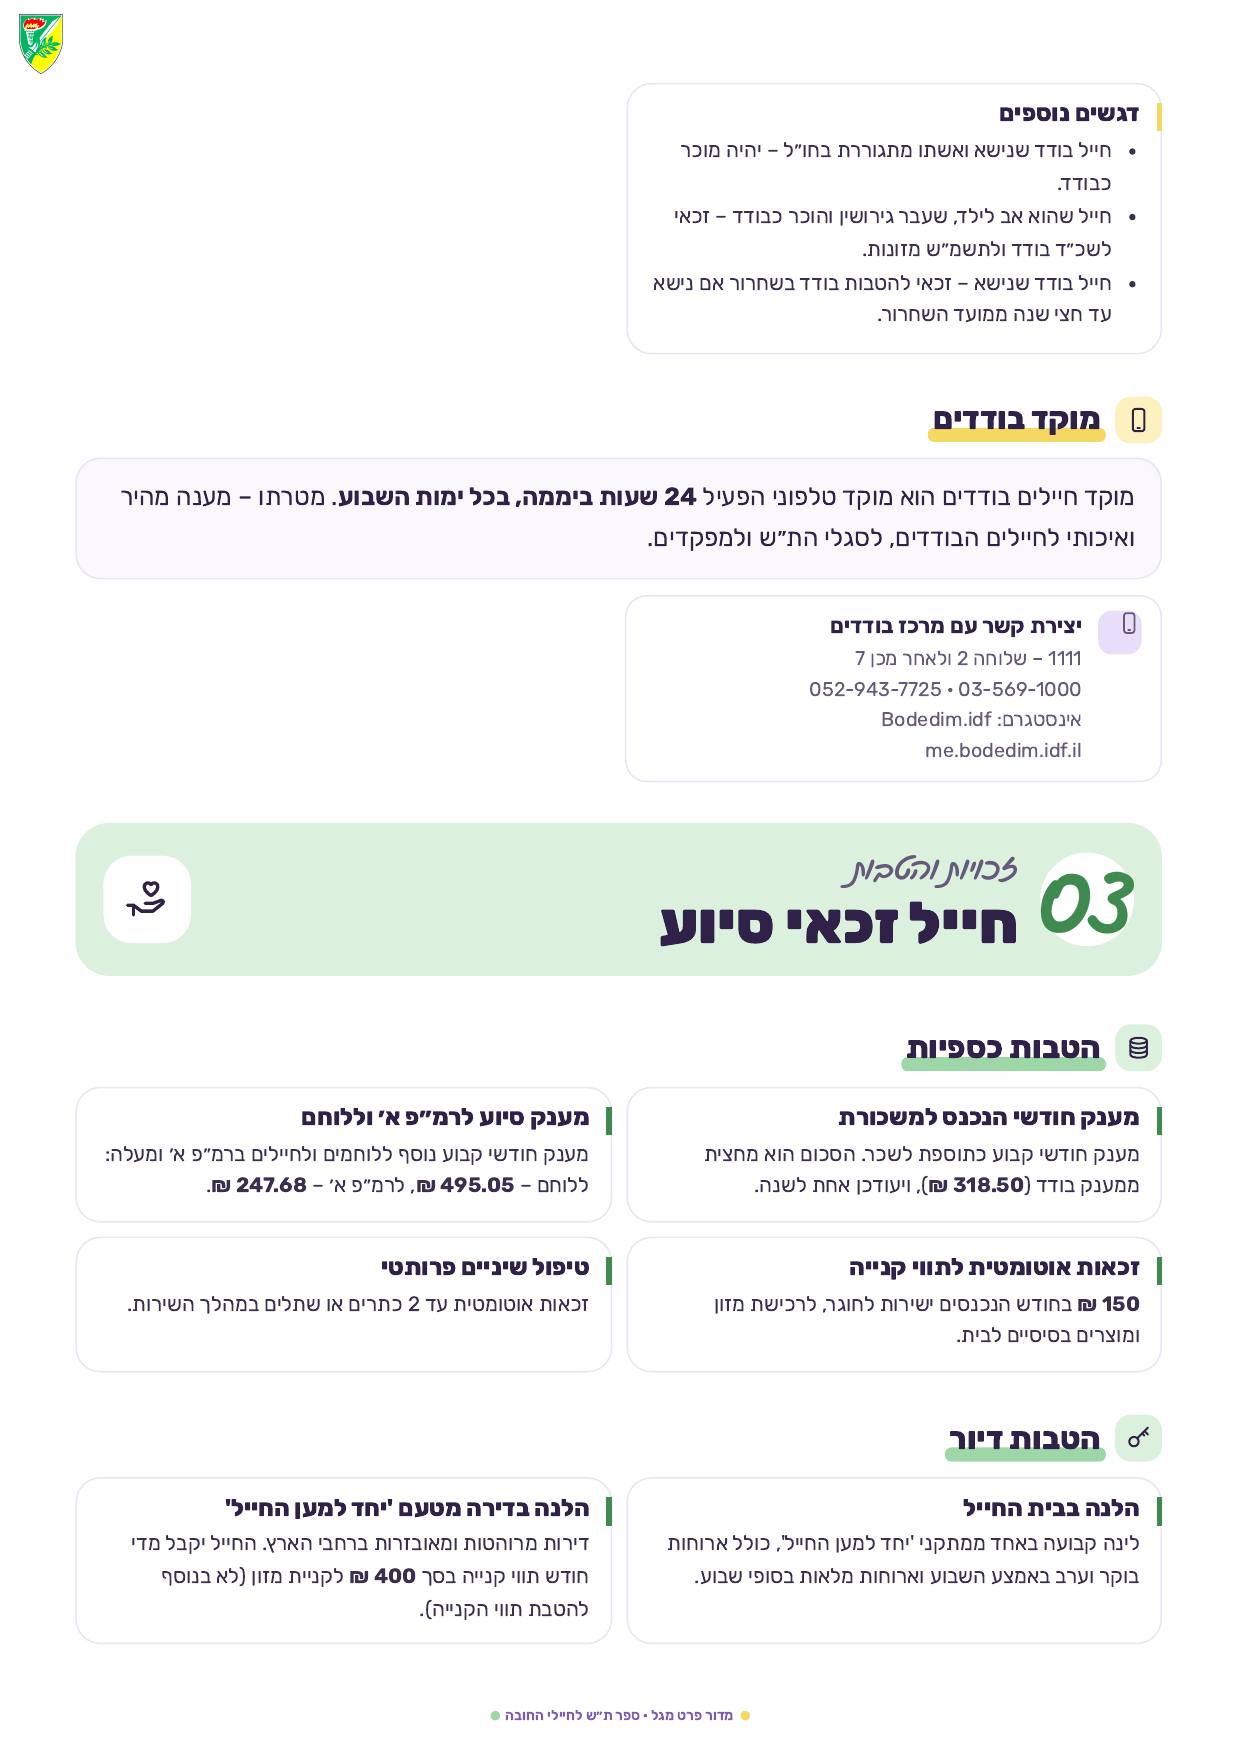 דגשים נוספים
• חייל בודד שנישא ואשתו מתגוררת בחו״ל – יהיה מוכר
כבודד.
• חייל שהוא אב לילד, שעבר גירושין והוכר כבודד – זכאי
לשכ״ד בודד ולתשמ״ש מזונות.
• חייל בודד שנישא – זכאי להטבות בודד בשחרור אם נישא
עד חצי שנה ממועד השחרור.
מוקד בודדים
מוקד חיילים בודדים הוא מוקד טלפוני הפעיל 24 שעות ביממה, בכל ימות השבוע. מטרתו – מענה מהיר
ואיכותי לחיילים הבודדים, לסגלי הת״ש ולמפקדים.
יצירת קשר עם מרכז בודדים
1111 – שלוחה 2 ולאחר מכן 7
03-569-1000 • 052-943-7725
אינסטגרם: Bodedim.idf
me.bodedim.idf.il
03
זכויות והטבות
חייל זכאי סיוע
הטבות כספיות
מענק חודשי הנכנס למשכורת
מענק חודשי קבוע כתוספת לשכר. הסכום הוא מחצית
ממענק בודד (318.50 ₪), ויעודכן אחת לשנה.
מענק סיוע לרמ״פ א׳ וללוחם
מענק חודשי קבוע נוסף ללוחמים ולחיילים ברמ״פ א׳ ומעלה:
ללוחם – 495.05 ₪, לרמ״פ א׳ – 247.68 ₪.
זכאות אוטומטית לתווי קנייה
150 ₪ בחודש הנכנסים ישירות לחוגר, לרכישת מזון
ומוצרים בסיסיים לבית.
טיפול שיניים פרותטי
זכאות אוטומטית עד 2 כתרים או שתלים במהלך השירות.
הטבות דיור
הלנה בבית החייל
לינה קבועה באחד ממתקני 'יחד למען החייל', כולל ארוחות
בוקר וערב באמצע השבוע וארוחות מלאות בסופי שבוע.
הלנה בדירה מטעם 'יחד למען החייל'
דירות מרוהטות ומאובזרות ברחבי הארץ. החייל יקבל מדי
חודש תווי קנייה בסך 400 ₪ לקניית מזון (לא בנוסף
להטבת תווי הקנייה).
מדור פרט מגל • ספר ת״ש לחיילי החובה